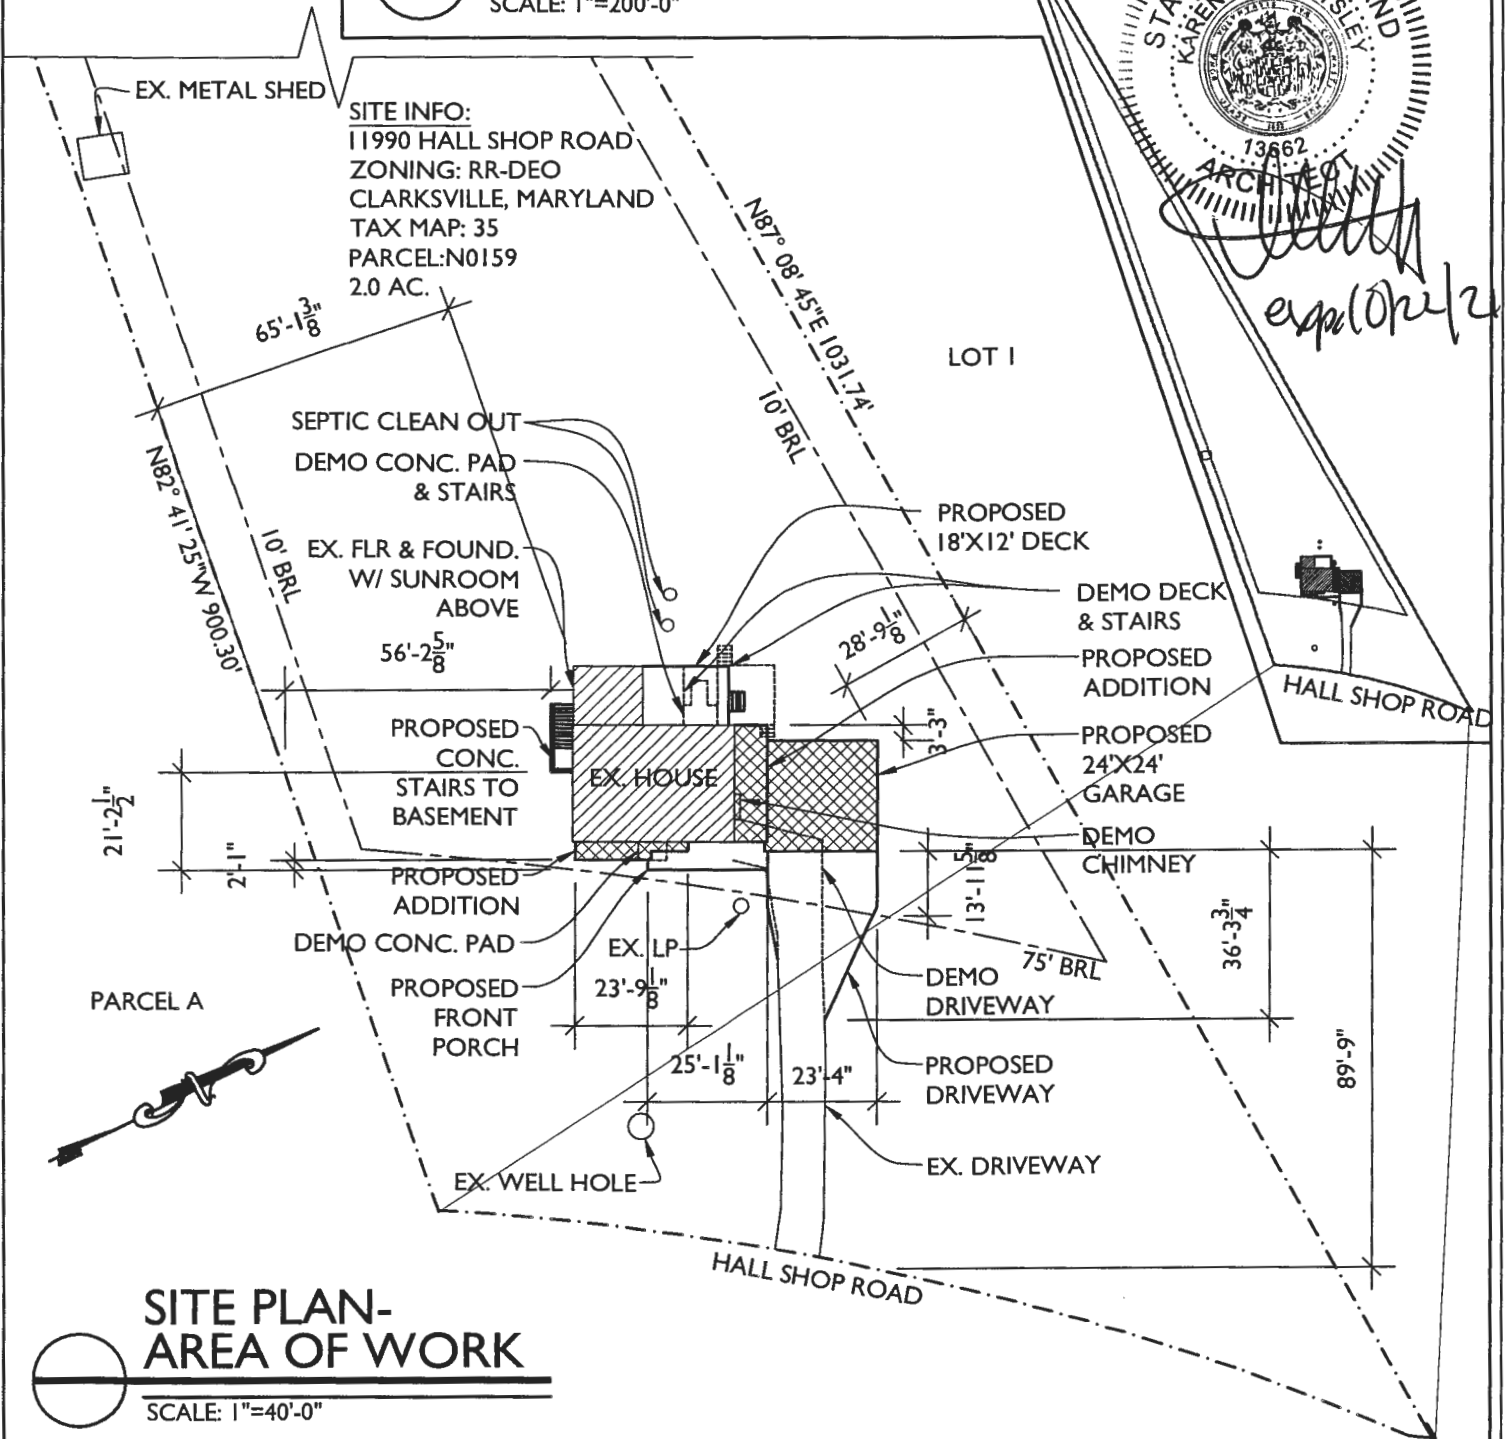 SCALE: 1"=200'-0"
EX. METAL SHED
SITE INFO:
11990 HALL SHOP ROAD
ZONING: RR-DEO
CLARKSVILLE, MARYLAND
TAX MAP: 35
PARCEL:N0159
2.0 AC.
KAREN
13662
ARCHITECT
65'-1 3/8"
N87° 08' 45"E 1031.74'
LOT 1
10' BRL
SEPTIC CLEAN OUT
DEMO CONC. PAD
& STAIRS
N82° 41' 25"W 900.30'
10' BRL
EX. FLR & FOUND.
W/ SUNROOM
ABOVE
PROPOSED
18'X12' DECK
DEMO DECK
& STAIRS
28'-9 1/8"
56'-2 5/8"
PROPOSED
ADDITION
HALL SHOP ROAD
3'-3"
PROPOSED
CONC.
STAIRS TO
BASEMENT
EX. HOUSE
PROPOSED
24'X24'
GARAGE
21'-2 1/2"
2'-1"
DEMO
CHIMNEY
13'-11 5/8"
PROPOSED
ADDITION
DEMO CONC. PAD
EX. LP
36'-3 3/4"
75' BRL
PARCEL A
PROPOSED
FRONT
PORCH
23'-9 1/8"
DEMO
DRIVEWAY
25'-1 1/8"
23'-4"
PROPOSED
DRIVEWAY
89'-9"
EX. WELL HOLE
EX. DRIVEWAY
HALL SHOP ROAD
SITE PLAN-
AREA OF WORK
SCALE: 1"=40'-0"